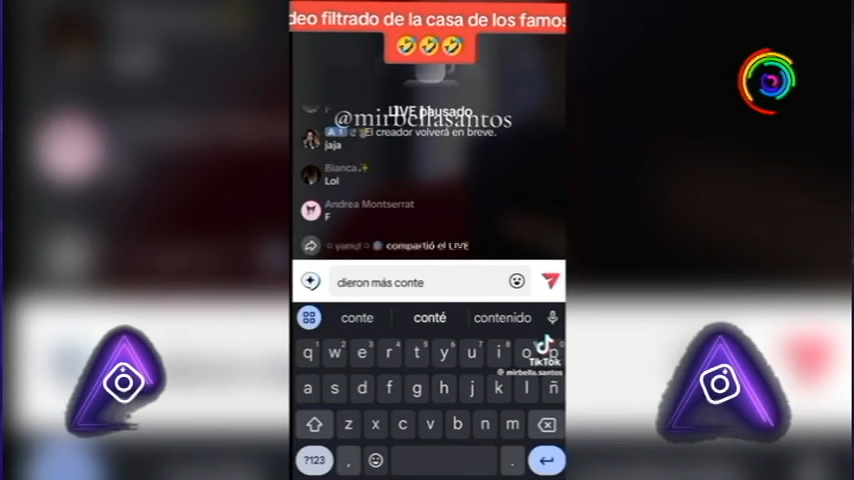 deo filtrado de la casa de los famos
🤣🤣🤣
LIVE pausado
@mirbellasantos
El creador volverá en breve.
jaja
Bianca✨
Lol
Andrea Montserrat
F
compartió el LIVE
dieron más conte
conte conté contenido
q w e r t y u i o p
TikTok
@mirbella.santos
a s d f g h j k l ñ
z x c v b n m
?123 , .